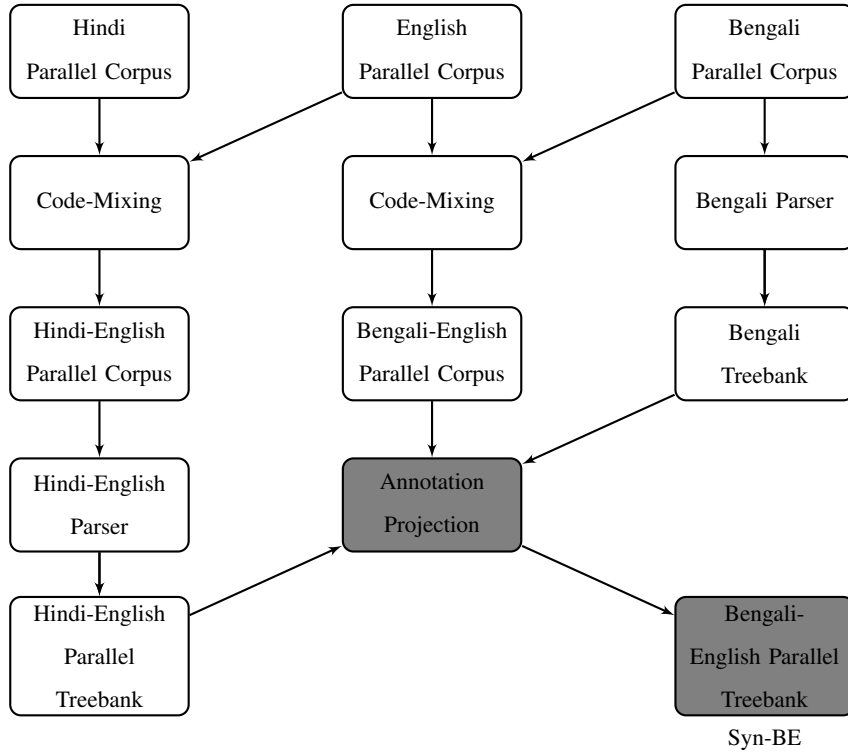 Hindi
Parallel Corpus
English
Parallel Corpus
Bengali
Parallel Corpus
Code-Mixing
Code-Mixing
Bengali Parser
Hindi-English
Parallel Corpus
Bengali-English
Parallel Corpus
Bengali
Treebank
Hindi-English
Parser
Annotation
Projection
Hindi-English
Parallel
Treebank
Bengali-
English Parallel
Treebank
Syn-BE